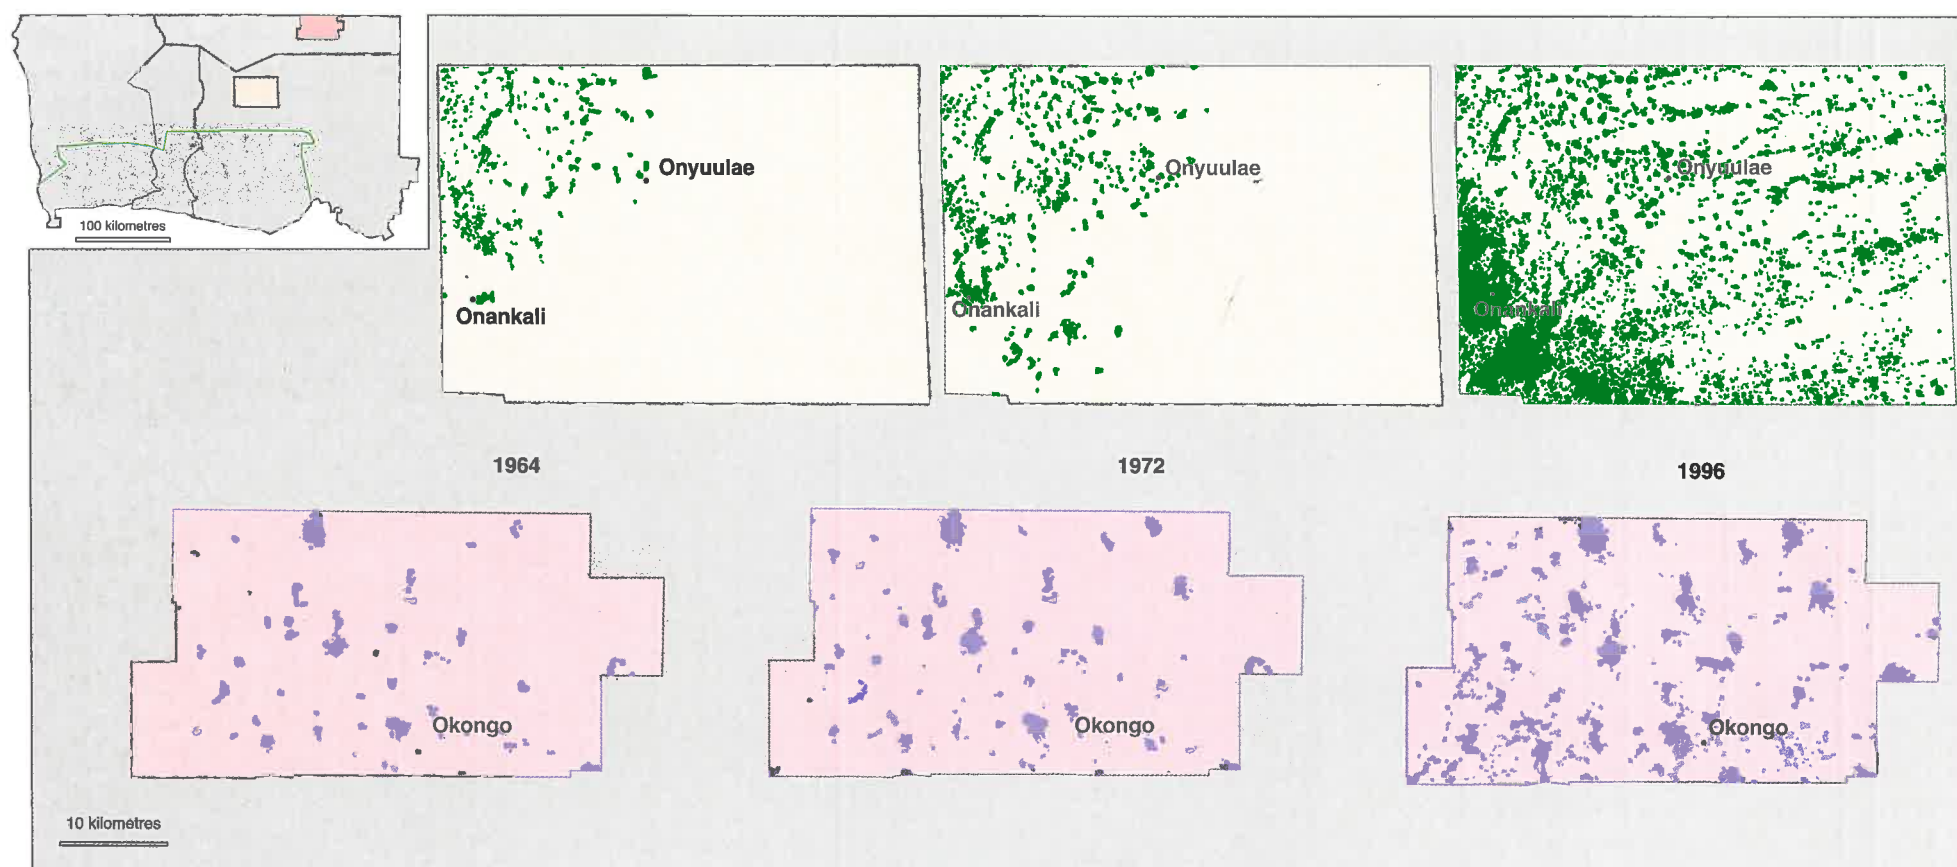 100 kilometres
Onyuulae
Onankali
Onyuulae
Onankali
Onyuulae
Onankali
1964
1972
1996
Okongo
Okongo
Okongo
10 kilometres